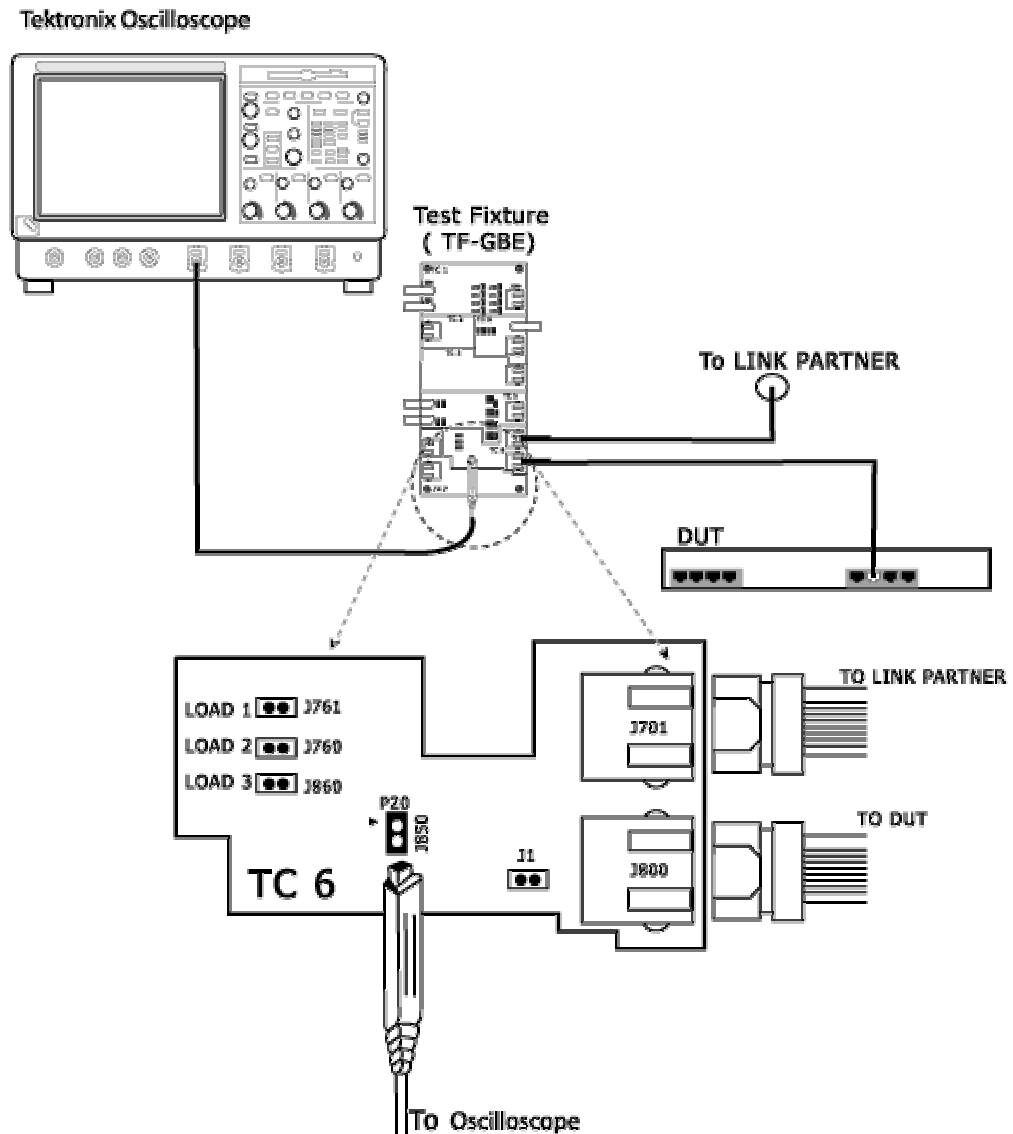 Tektronix Oscilloscope
Test Fixture
( TF-GBE)
To LINK PARTNER
DUT
TO LINK PARTNER
LOAD 1 J761
J701
LOAD 2 J760
LOAD 3 J860
P20
J850
TO DUT
J1
J800
TC 6
To Oscilloscope